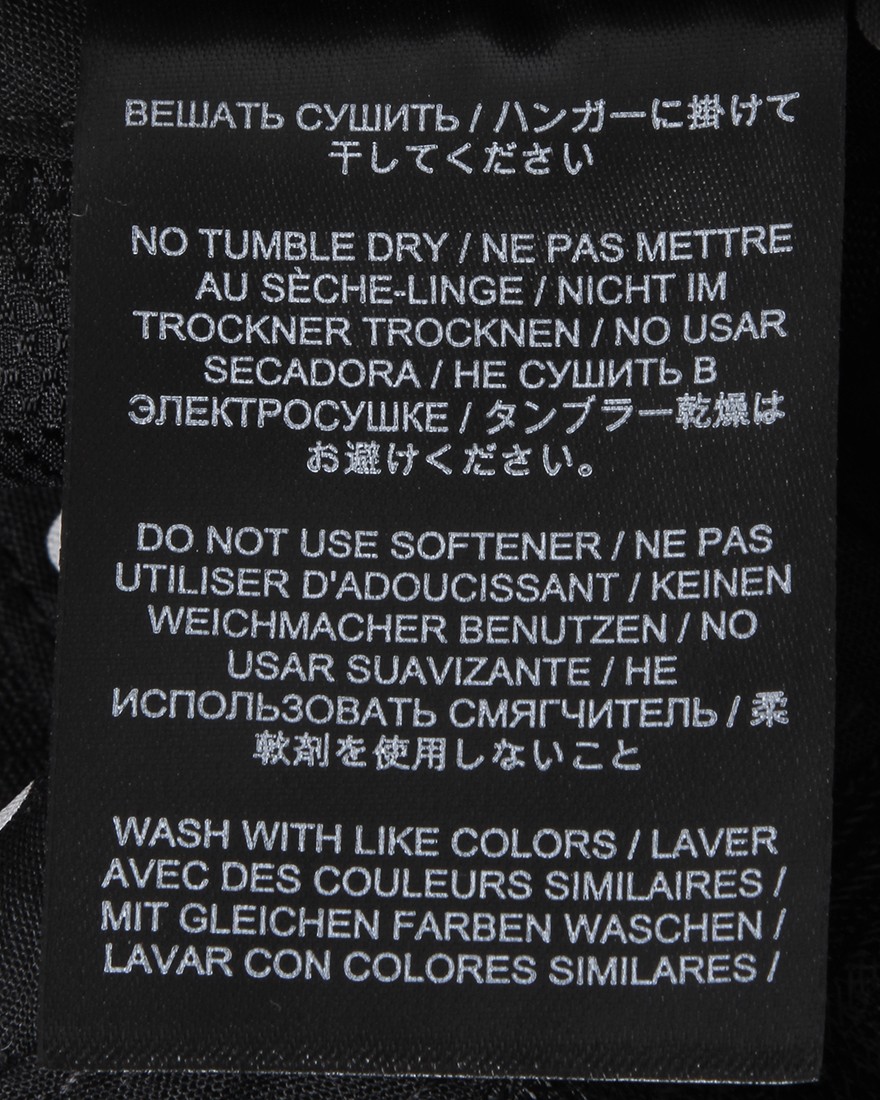 ВЕШАТЬ СУШИТЬ / ハンガーに掛けて
干してください
NO TUMBLE DRY / NE PAS METTRE
AU SÈCHE-LINGE / NICHT IM
TROCKNER TROCKNEN / NO USAR
SECADORA / НЕ СУШИТЬ В
ЭЛЕКТРОСУШКЕ / タンブラー乾燥は
お避けください。
DO NOT USE SOFTENER / NE PAS
UTILISER D'ADOUCISSANT / KEINEN
WEICHMACHER BENUTZEN / NO
USAR SUAVIZANTE / НЕ
ИСПОЛЬЗОВАТЬ СМЯГЧИТЕЛЬ / 柔
軟剤を使用しないこと
WASH WITH LIKE COLORS / LAVER
AVEC DES COULEURS SIMILAIRES /
MIT GLEICHEN FARBEN WASCHEN /
LAVAR CON COLORES SIMILARES /